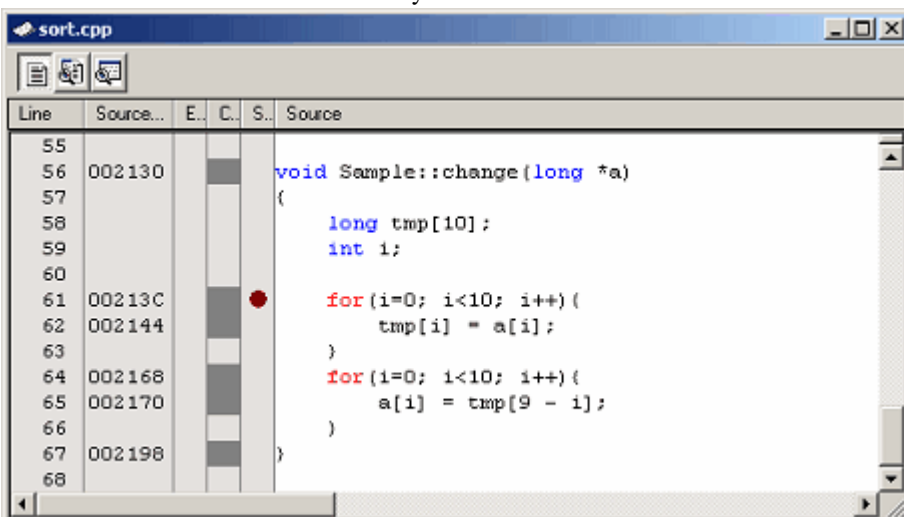 sort.cpp
Line Source... E.. C.. S.. Source
55
56 002130 void Sample::change(long *a)
57 {
58 long tmp[10];
59 int i;
60
61 00213C for(i=0; i<10; i++){
62 002144 tmp[i] = a[i];
63 }
64 002168 for(i=0; i<10; i++){
65 002170 a[i] = tmp[9 - i];
66 }
67 002198 }
68